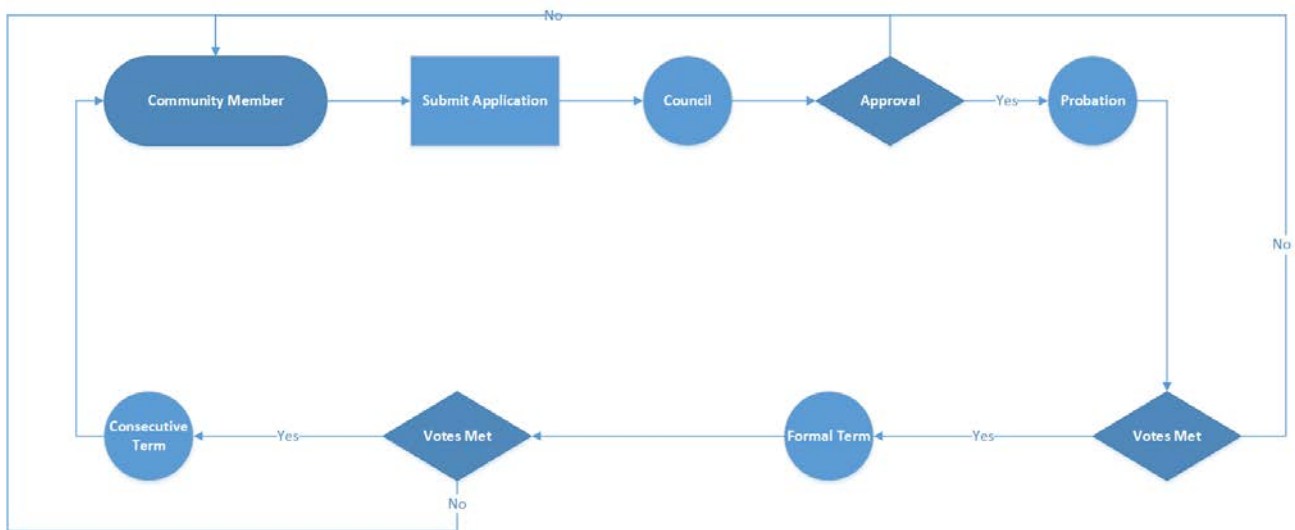 No
Community Member
Submit Application
Council
Approval
Yes
Probation
No
Consecutive
Term
Yes
Votes Met
Formal Term
Yes
Votes Met
No